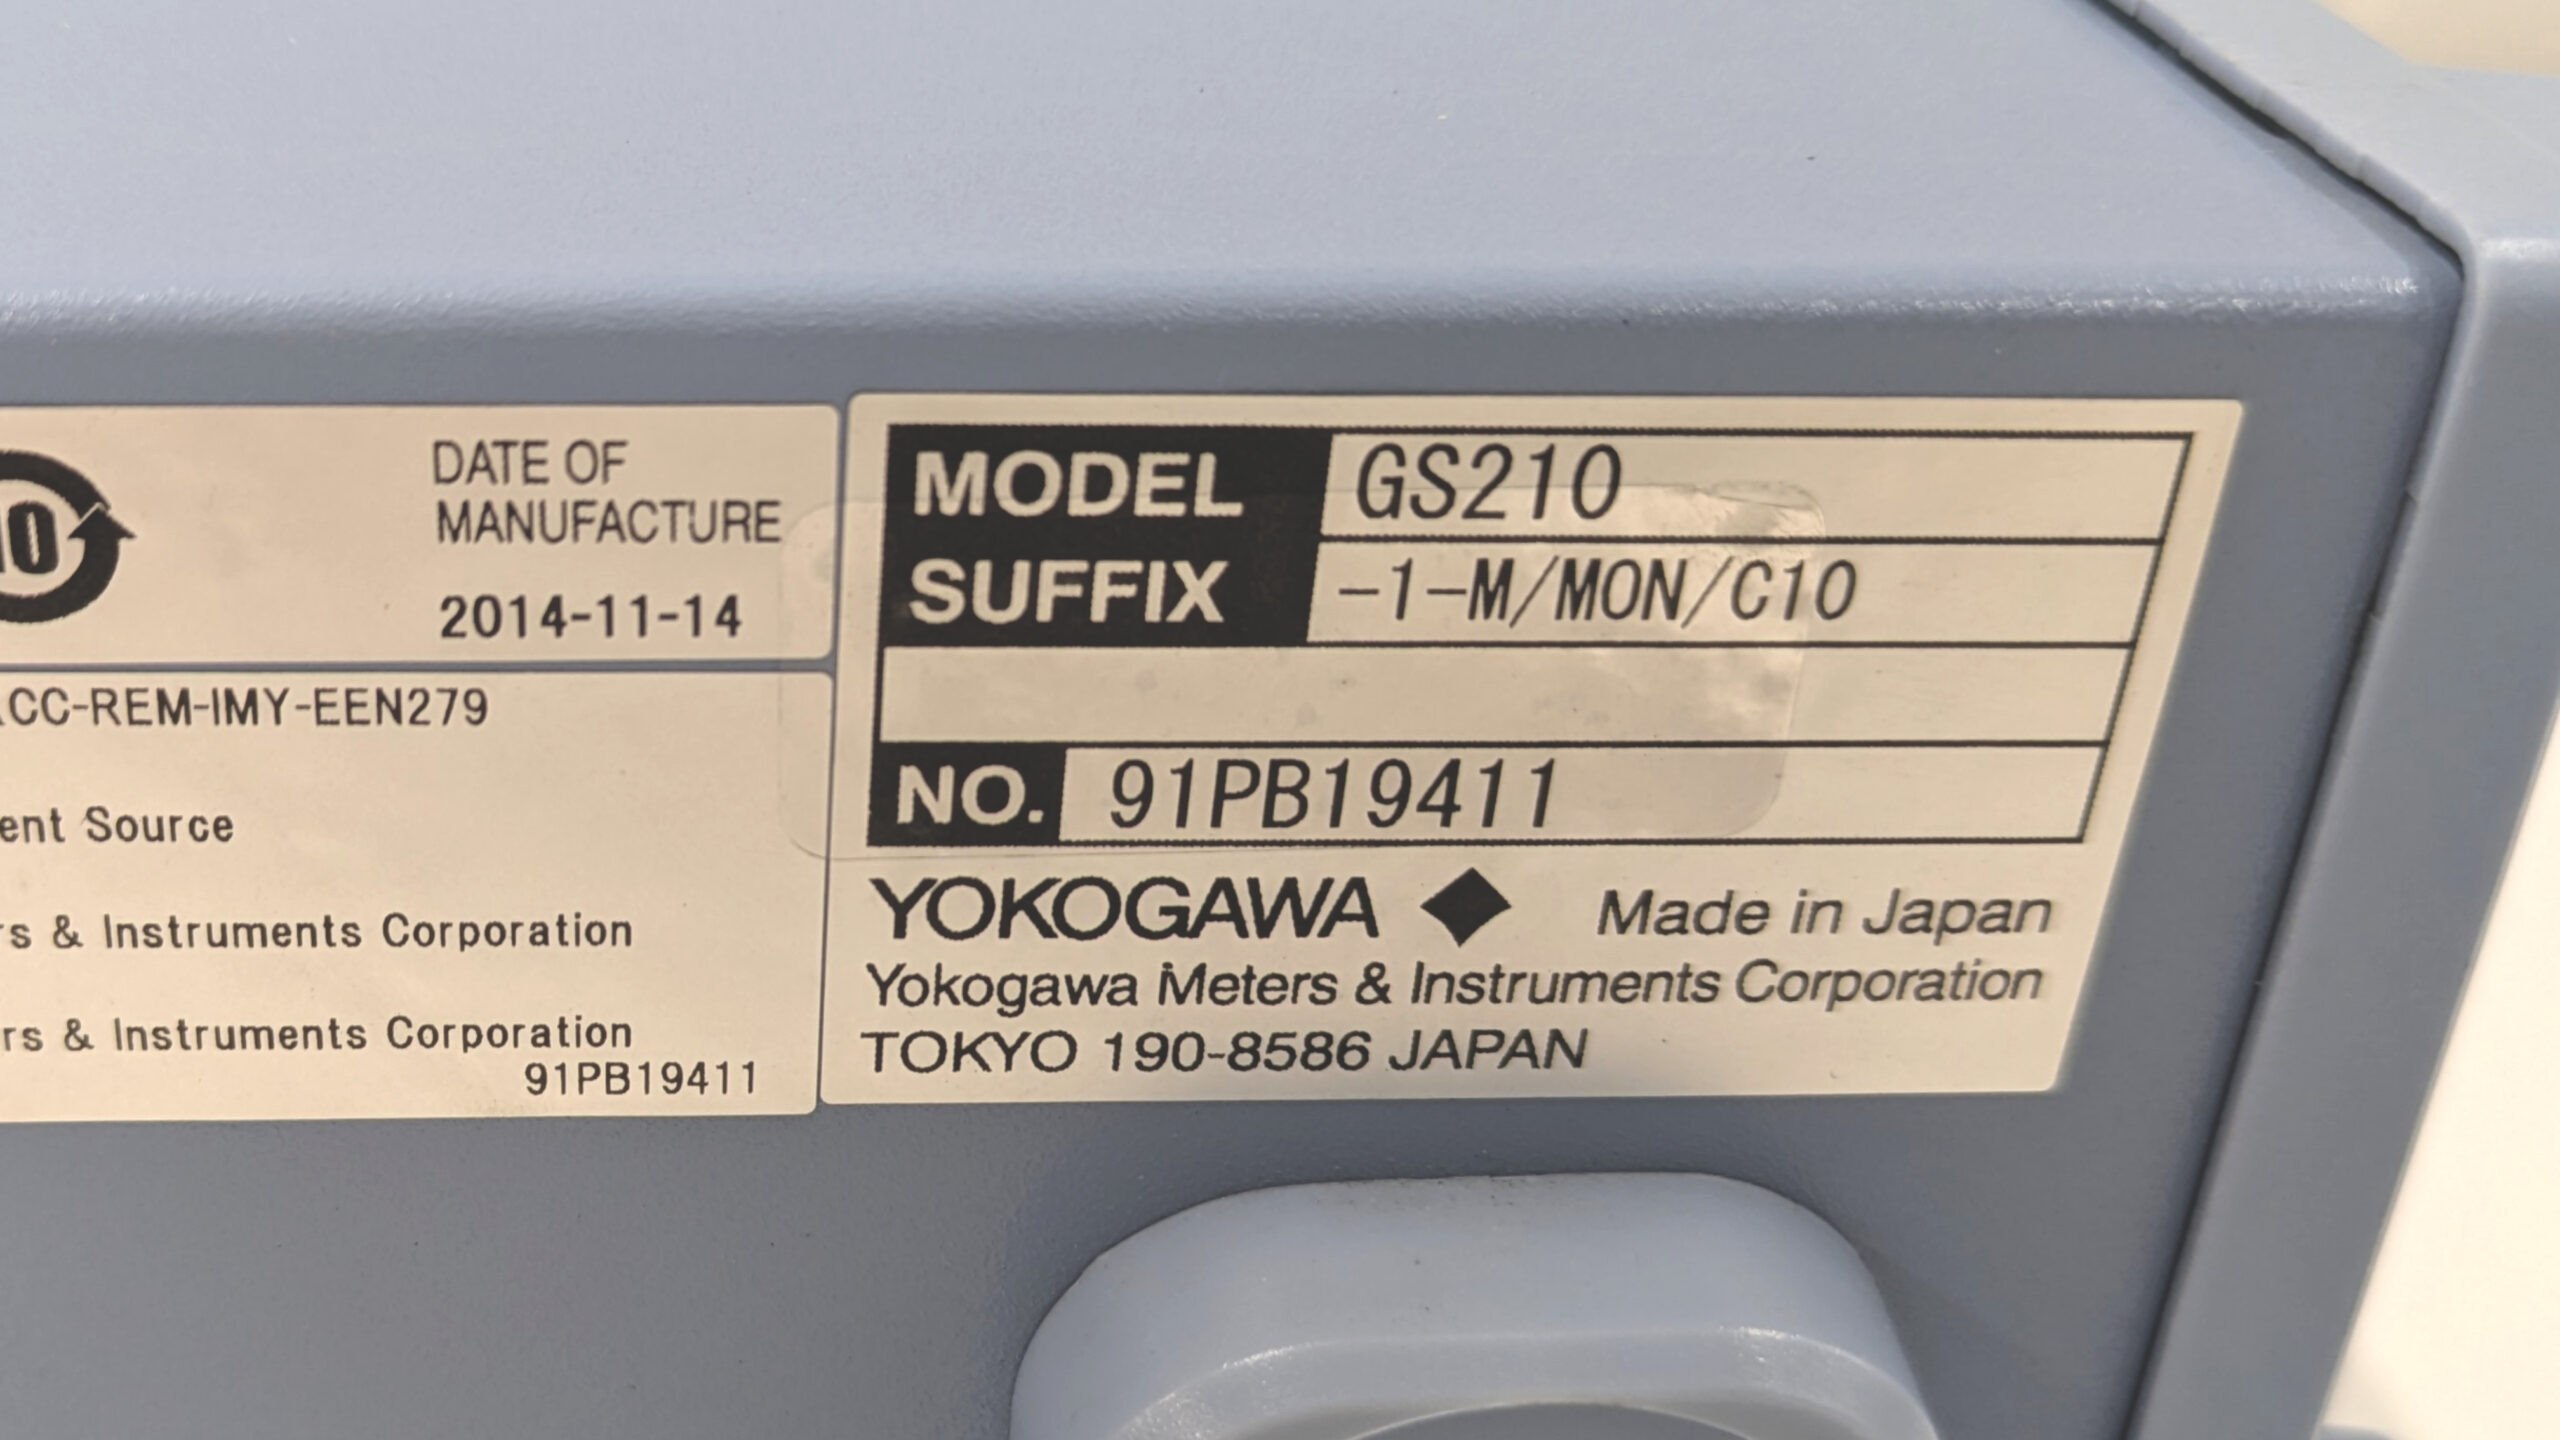 10
DATE OF
MANUFACTURE
2014-11-14
CC-REM-IMY-EEN279
ent Source
rs & Instruments Corporation
rs & Instruments Corporation
91PB19411
MODEL GS210
SUFFIX -1-M/MON/C10
NO. 91PB19411
YOKOGAWA ◆ Made in Japan
Yokogawa Meters & Instruments Corporation
TOKYO 190-8586 JAPAN